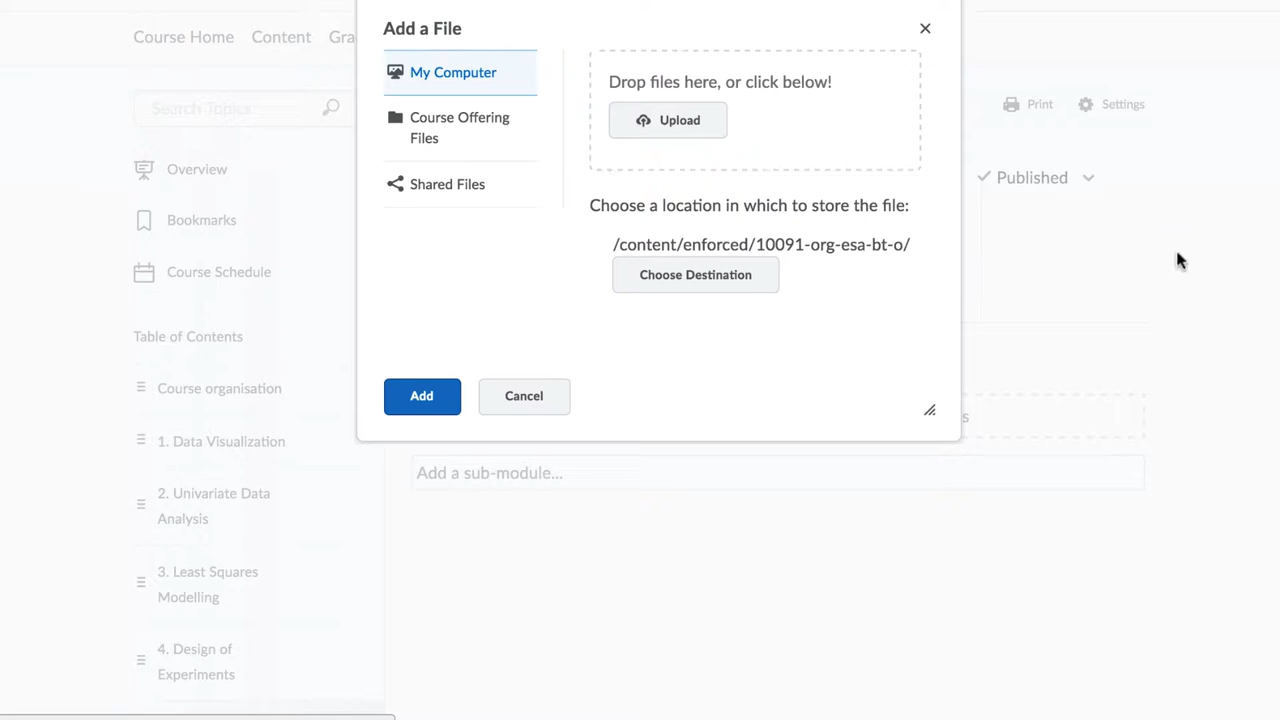 Add a File
Course Home Content Gra
My Computer
Drop files here, or click below!
Upload
Search Topics
Print Settings
Course Offering
Files
Overview
Published
Shared Files
Choose a location in which to store the file:
Bookmarks
/content/enforced/10091-org-esa-bt-o/
Course Schedule
Choose Destination
Table of Contents
Course organisation
Add Cancel
s
1. Data Visualization
Add a sub-module...
2. Univariate Data
Analysis
3. Least Squares
Modelling
4. Design of
Experiments